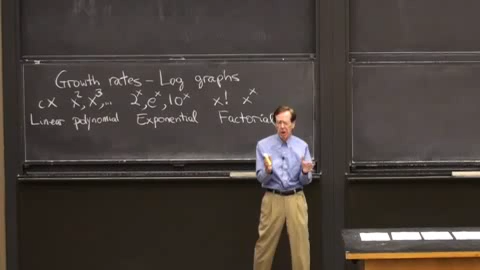 Growth rates - Log graphs
cx x², x³,... 2ˣ, eˣ, 10ˣ x! xˣ
Linear polynomial Exponential Factorial